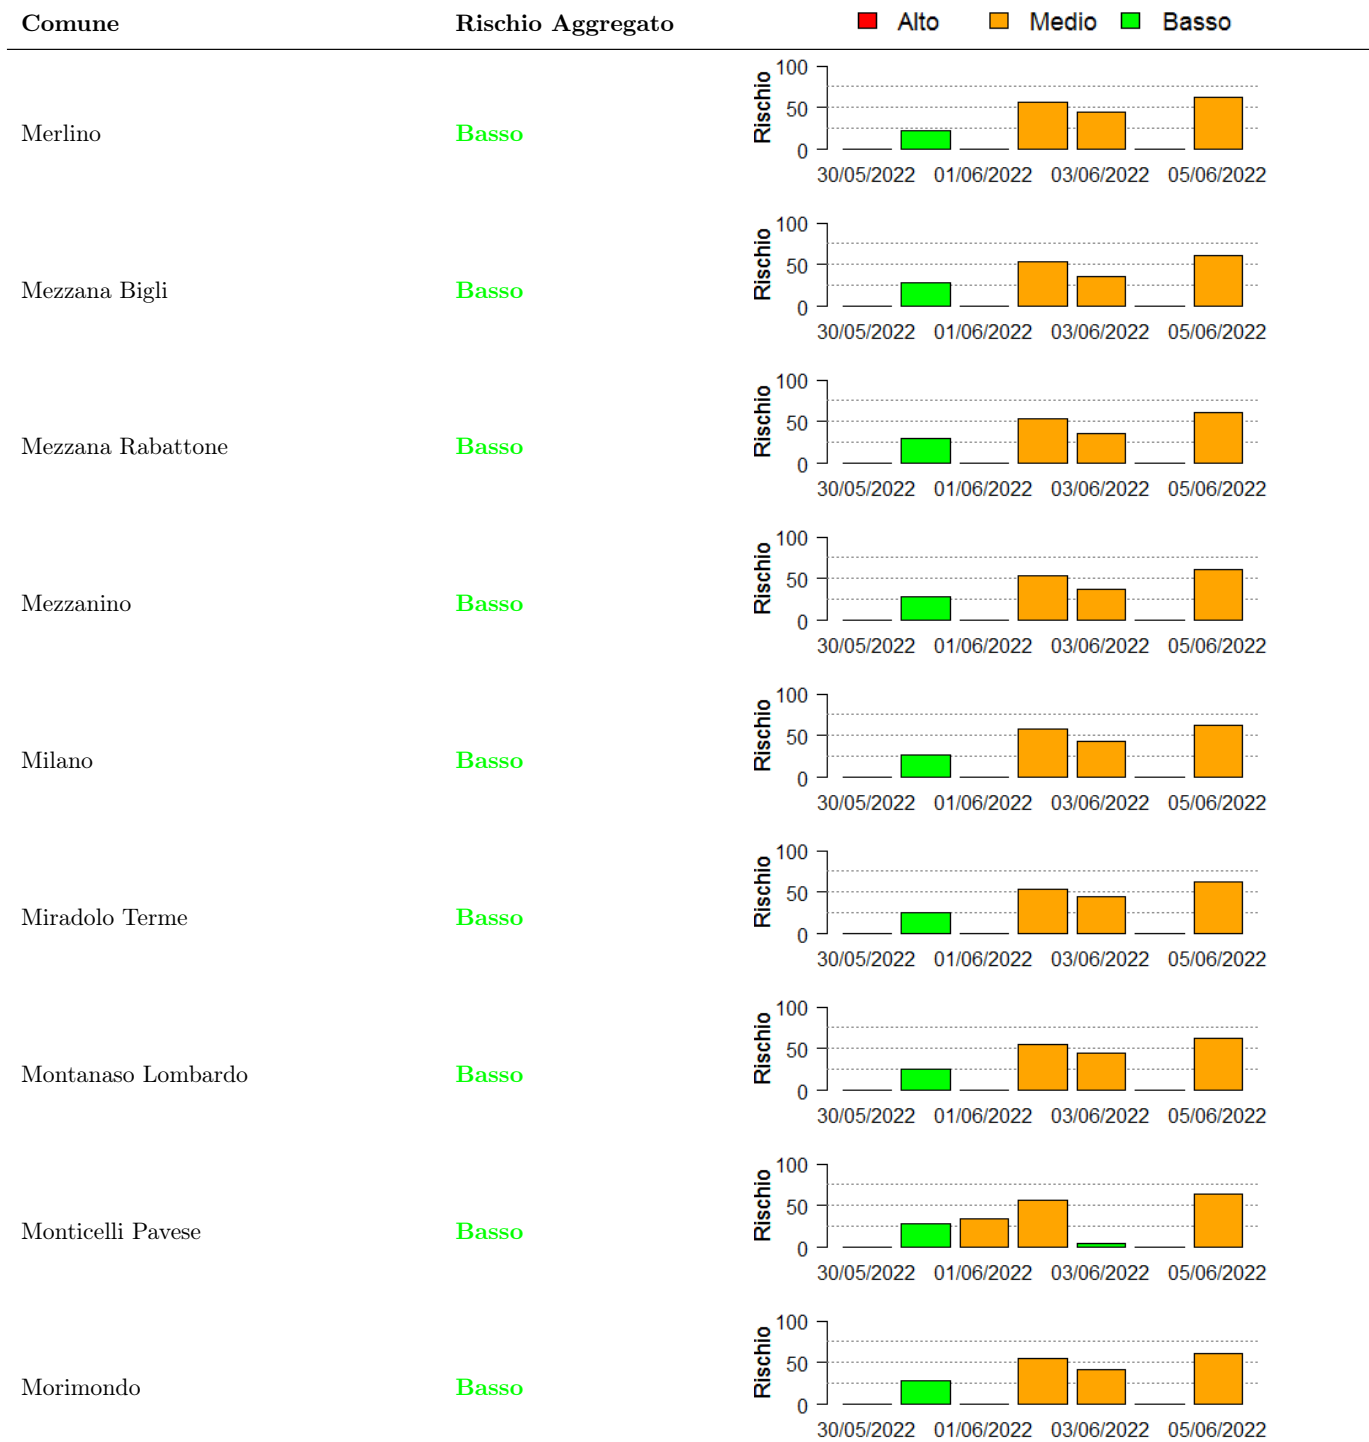 Comune Rischio Aggregato Alto Medio Basso
100
50
0
Rischio
Merlino Basso
30/05/2022 01/06/2022 03/06/2022 05/06/2022
100
50
0
Rischio
Mezzana Bigli Basso
30/05/2022 01/06/2022 03/06/2022 05/06/2022
100
50
0
Rischio
Mezzana Rabattone Basso
30/05/2022 01/06/2022 03/06/2022 05/06/2022
100
50
0
Rischio
Mezzanino Basso
30/05/2022 01/06/2022 03/06/2022 05/06/2022
100
50
0
Rischio
Milano Basso
30/05/2022 01/06/2022 03/06/2022 05/06/2022
100
50
0
Rischio
Miradolo Terme Basso
30/05/2022 01/06/2022 03/06/2022 05/06/2022
100
50
0
Rischio
Montanaso Lombardo Basso
30/05/2022 01/06/2022 03/06/2022 05/06/2022
100
50
0
Rischio
Monticelli Pavese Basso
30/05/2022 01/06/2022 03/06/2022 05/06/2022
100
50
0
Rischio
Morimondo Basso
30/05/2022 01/06/2022 03/06/2022 05/06/2022